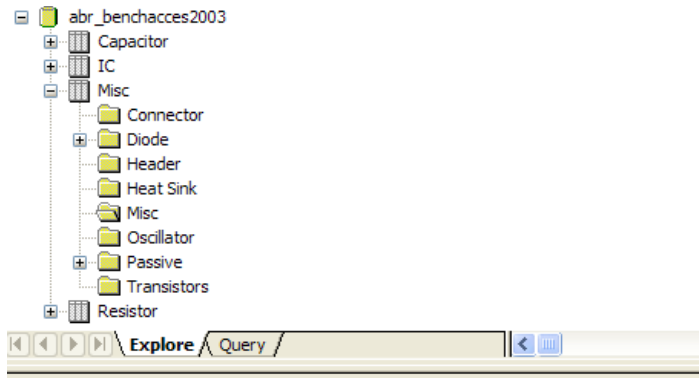 abr_benchacces2003
Capacitor
IC
Misc
Connector
Diode
Header
Heat Sink
Misc
Oscillator
Passive
Transistors
Resistor
Explore Query